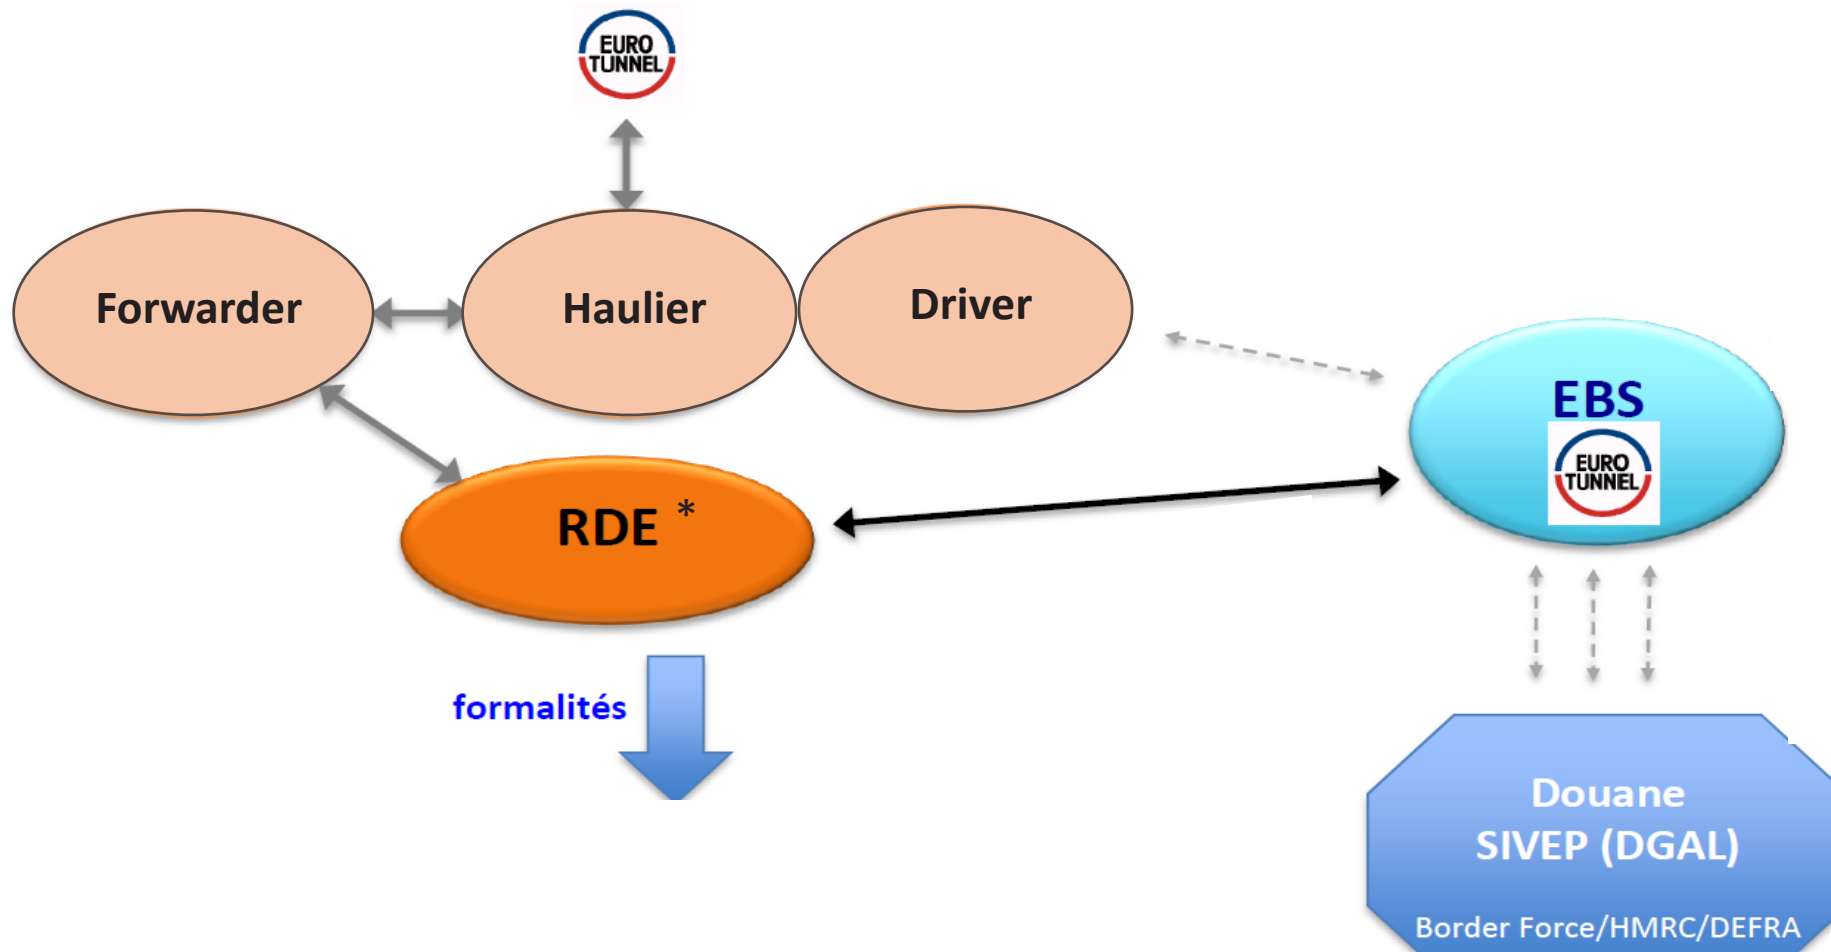 EURO
TUNNEL
Forwarder
Haulier
Driver
EBS
EURO
TUNNEL
RDE *
formalités
Douane
SIVEP (DGAL)
Border Force/HMRC/DEFRA